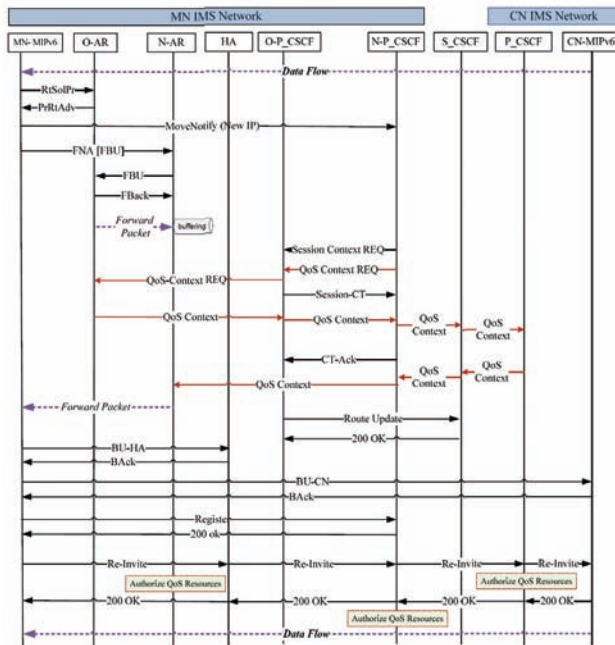 MN IMS Network
CN IMS Network
MN- MIPv6
O-AR
N-AR
HA
O-P_CSCF
N-P_CSCF
S_CSCF
P_CSCF
CN-MIPv6
Data Flow
RtSolPr
PrRtAdv
MoveNotify (New IP)
FNA [FBU]
FBU
FBack
Forward
Packet
buffering
Session Context REQ
QoS Context REQ
QoS Context REQ
Session-CT
QoS Context
QoS Context
QoS
Context
QoS
Context
CT-Ack
QoS Context
QoS
Context
QoS
Context
Forward Packet
Route Update
200 OK
BU-HA
BAck
BU-CN
BAck
Register
200 ok
Re-Invite
Re-Invite
Re-Invite
Re-Invite
Authorize QoS Resources
Authorize QoS Resources
200 OK
200 OK
200 OK
200 OK
Authorize QoS Resources
Data Flow